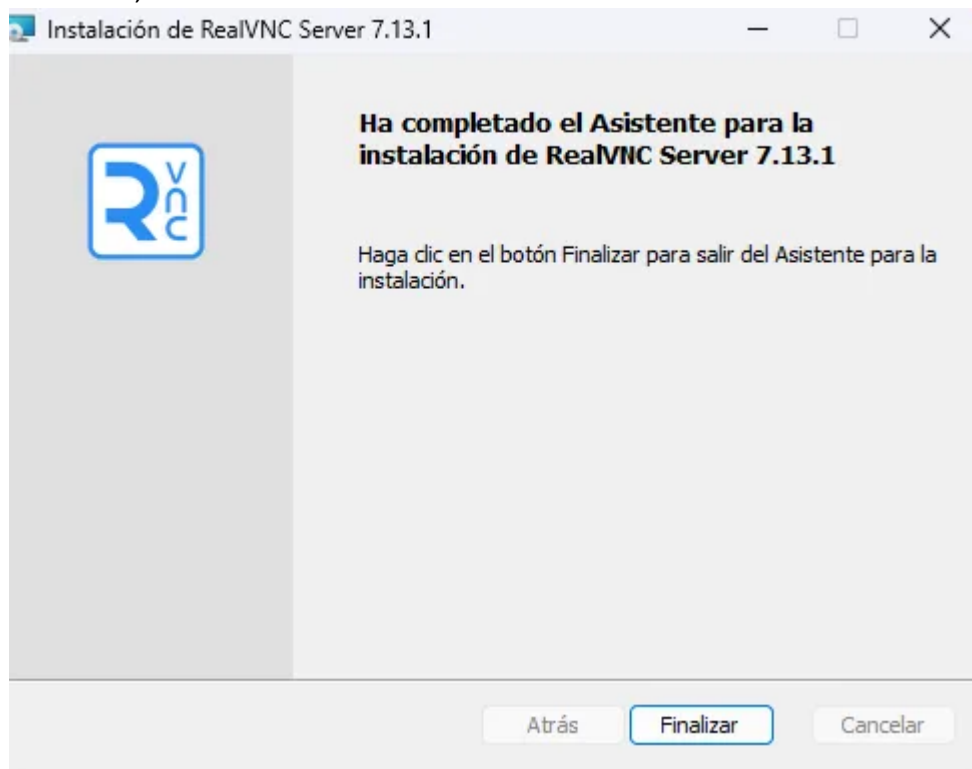 Instalación de RealVNC Server 7.13.1
R
V
n
C
Ha completado el Asistente para la
instalación de RealVNC Server 7.13.1
Haga clic en el botón Finalizar para salir del Asistente para la
instalación.
Atrás
Finalizar
Cancelar